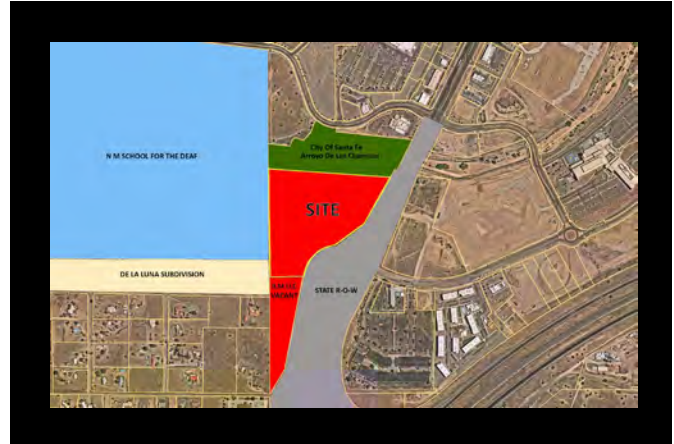 N M SCHOOL FOR THE DEAF
City Of Santa Fe
Arroyo De Los Chamisos
SITE
DE LA LUNA SUBDIVISION
VACANT
STATE R-O-W